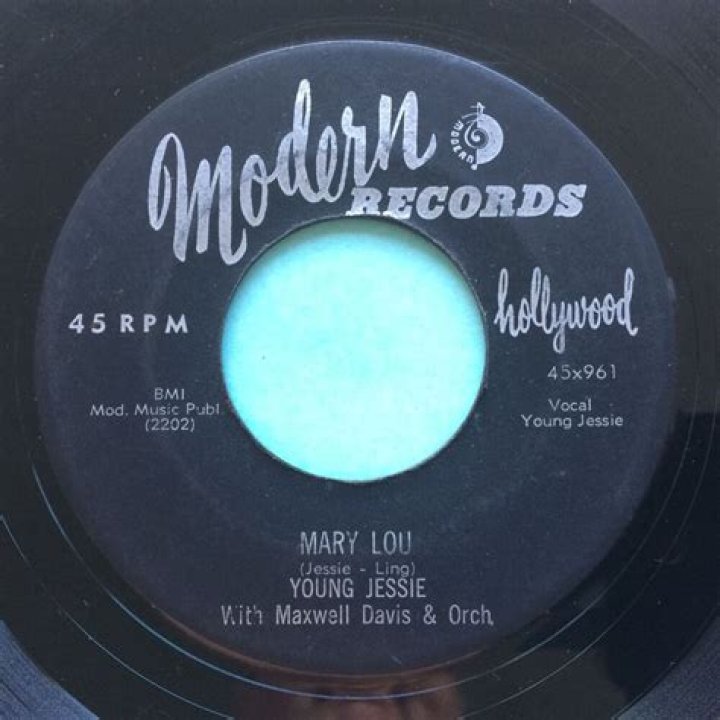 Modern
RECORDS
MODERN
hollywood
45 RPM
45x961
BMI
Mod. Music Publ
(2202)
Vocal
Young Jessie
MARY LOU
(Jessie - Ling)
YOUNG JESSIE
With Maxwell Davis & Orch.